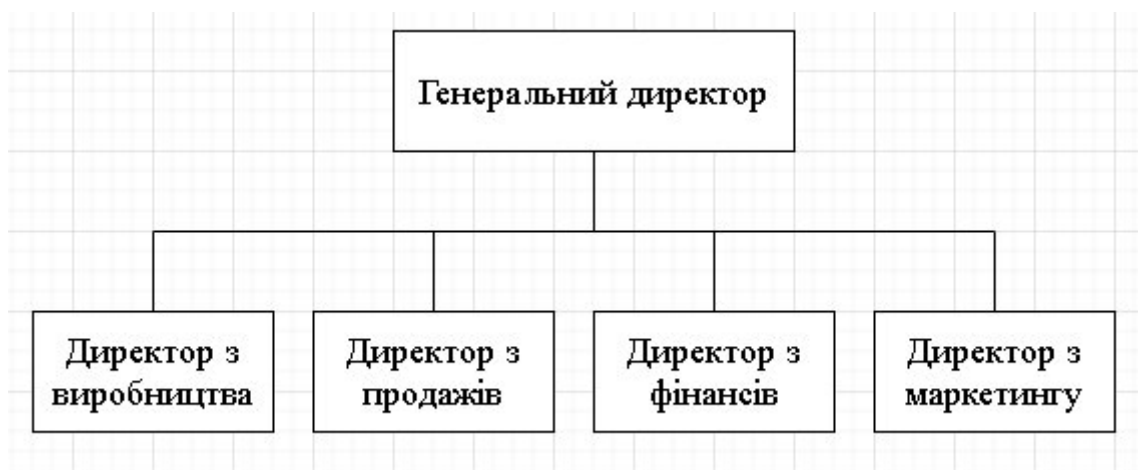 Генеральний директор
Директор з
виробництва
Директор з
продажів
Директор з
фінансів
Директор з
маркетингу